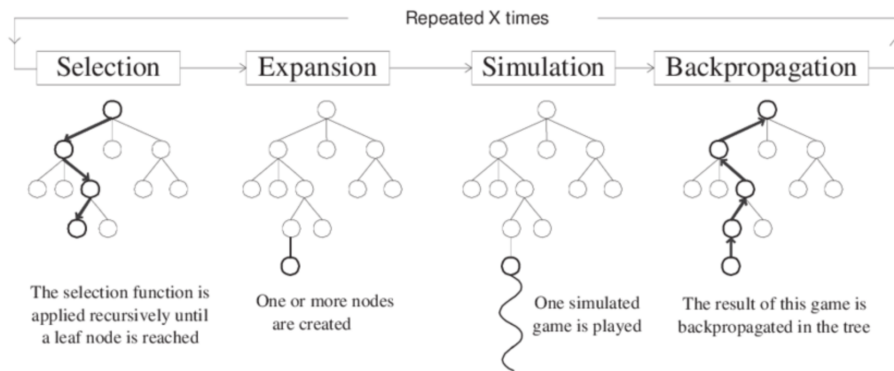 Repeated X times
Selection
Expansion
Simulation
Backpropagation
The selection function is
applied recursively until
a leaf node is reached
One or more nodes
are created
One simulated
game is played
The result of this game is
backpropagated in the tree